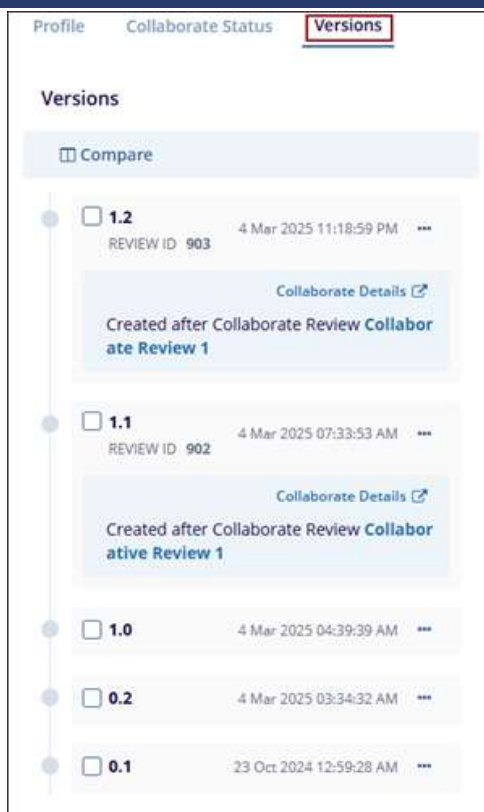 Profile Collaborate Status Versions
Versions
Compare
1.2 4 Mar 2025 11:18:59 PM ...
REVIEW ID 903
Collaborate Details
Created after Collaborate Review Collabor
ate Review 1
1.1 4 Mar 2025 07:33:53 AM ...
REVIEW ID 902
Collaborate Details
Created after Collaborate Review Collabor
ative Review 1
1.0 4 Mar 2025 04:39:39 AM ...
0.2 4 Mar 2025 03:34:32 AM ...
0.1 23 Oct 2024 12:59:28 AM ...